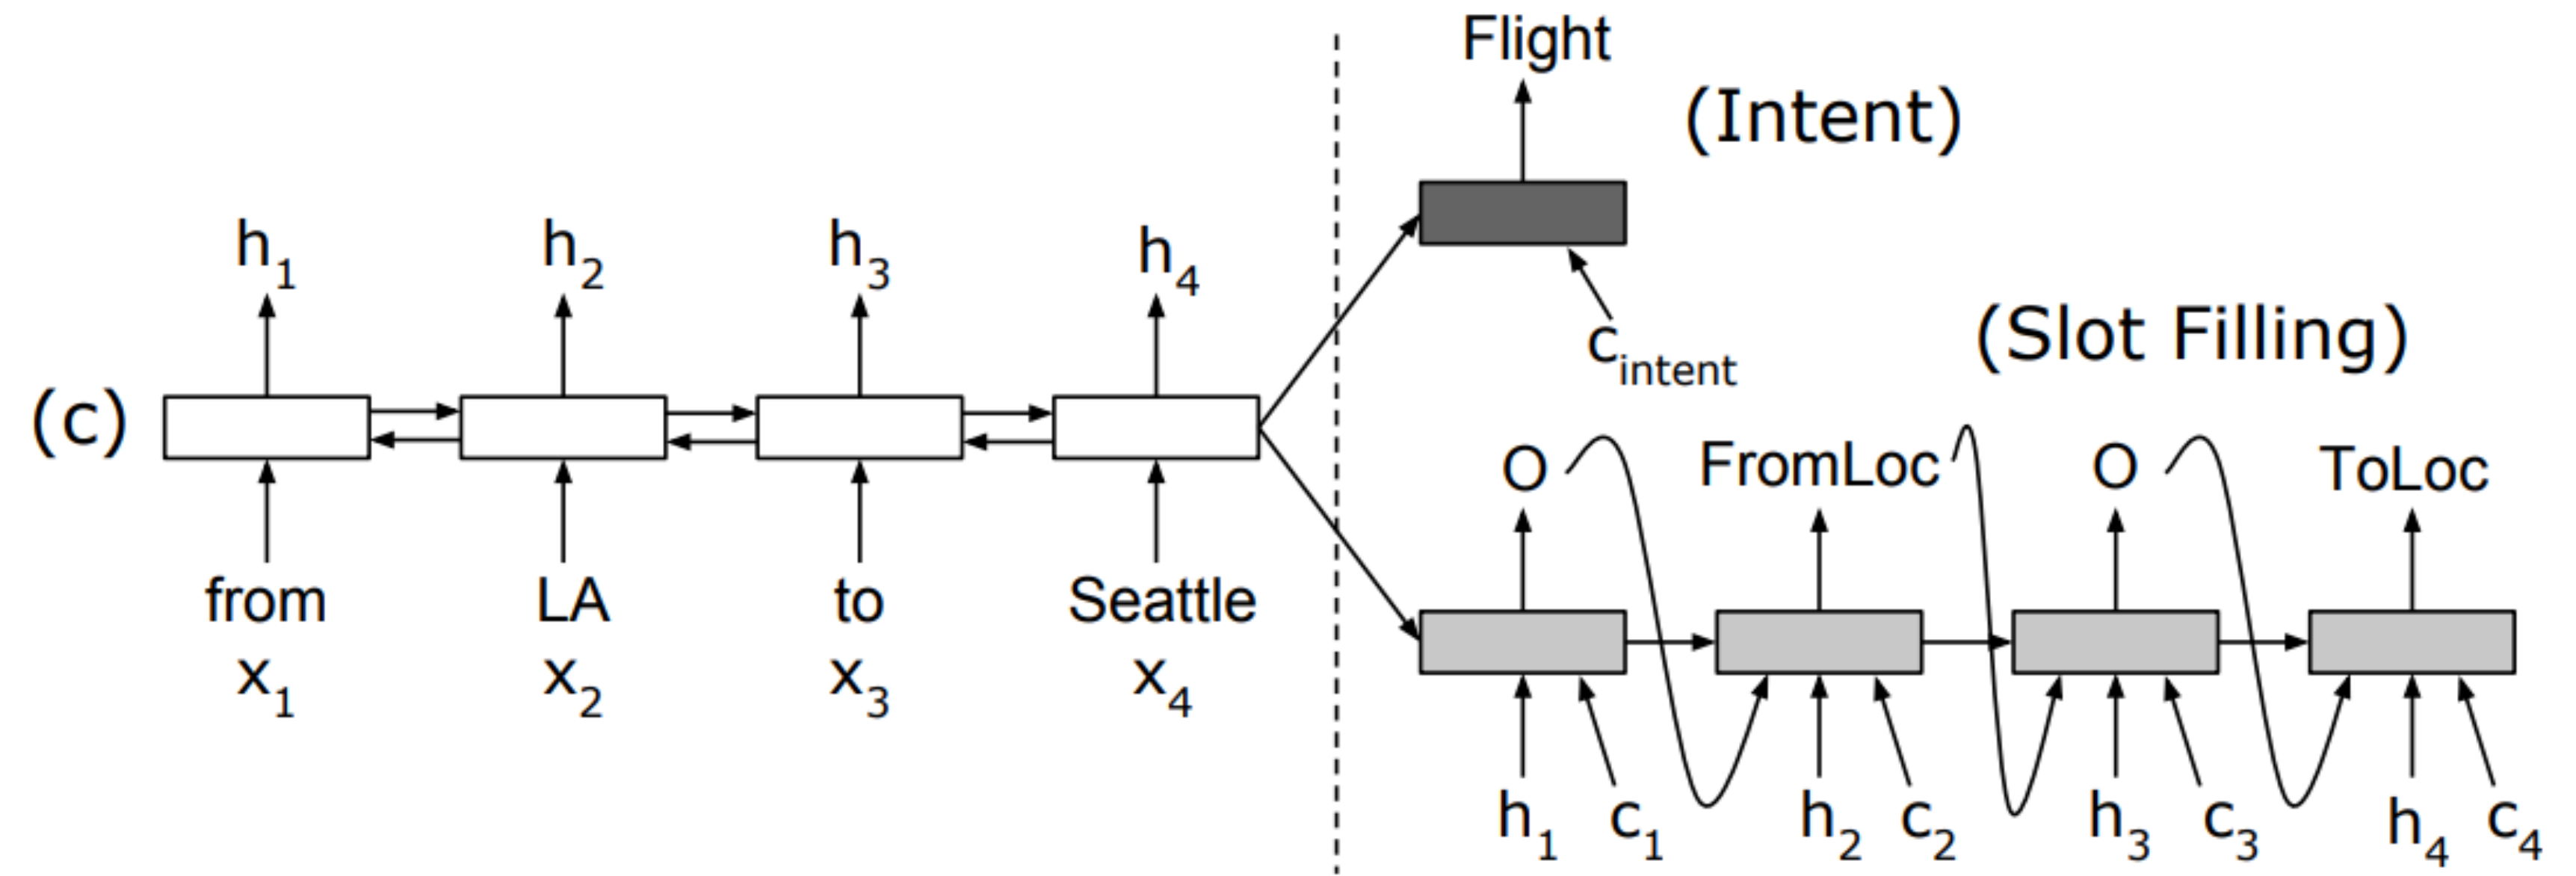 Flight
(Intent)
h1 h2 h3 h4
cintent
(Slot Filling)
(c)
O FromLoc O ToLoc
from LA to Seattle
x1 x2 x3 x4
h1 c1 h2 c2 h3 c3 h4 c4